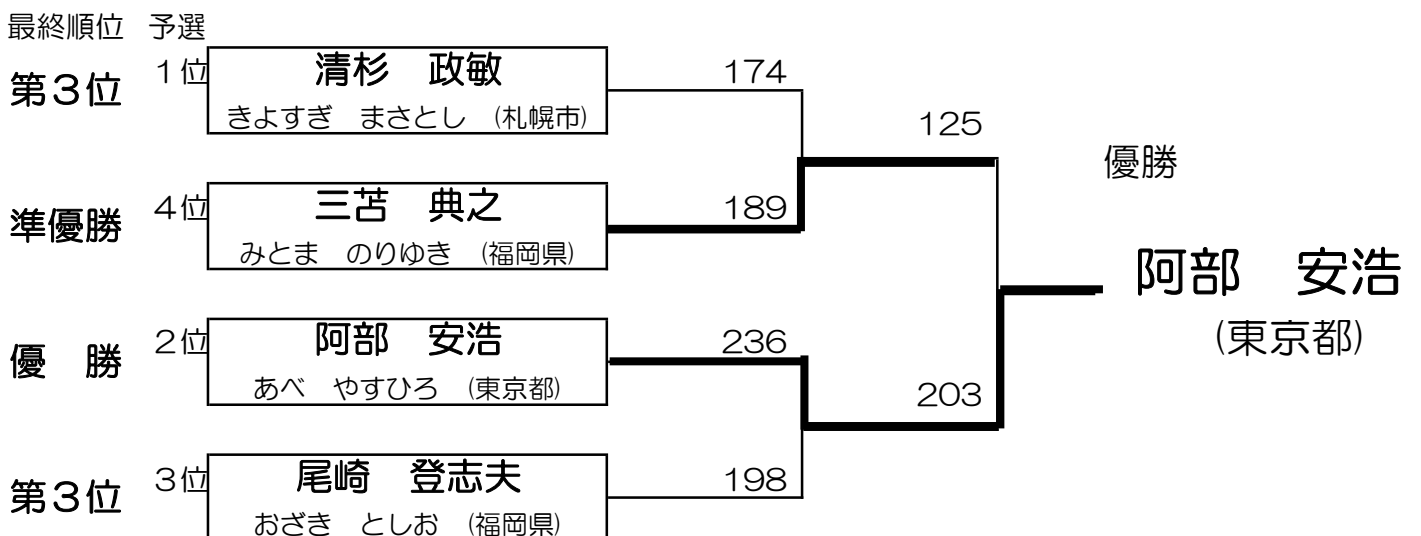 最終順位 予選
第３位 １位 清杉　政敏 174
きよすぎ　まさとし　(札幌市)
125
優勝
準優勝 ４位 三苫　典之 189
みとま　のりゆき　(福岡県)
阿部　安浩
(東京都)
優　勝 ２位 阿部　安浩 236
あべ　やすひろ　(東京都)
203
第３位 ３位 尾崎　登志夫 198
おざき　としお　(福岡県)